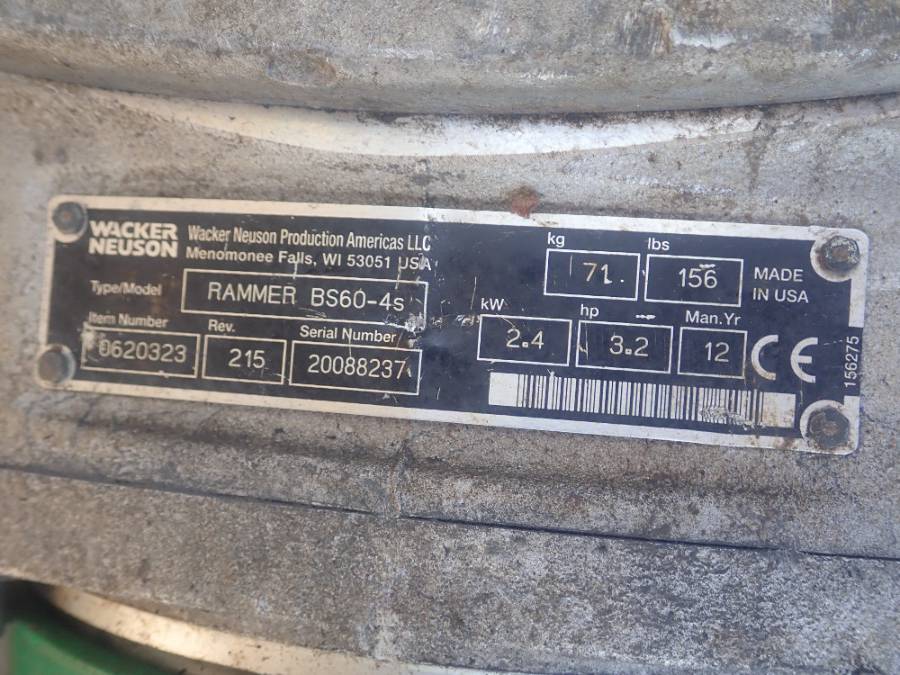 WACKER
NEUSON
Wacker Neuson Production Americas LLC
Menomonee Falls, WI 53051 USA
Type/Model
RAMMER BS60-4s
Item Number
0620323
Rev.
215
Serial Number
20088237
kg
71.
lbs
156
MADE
IN USA
kW
2.4
hp
3.2
Man.Yr
12
CE
156275